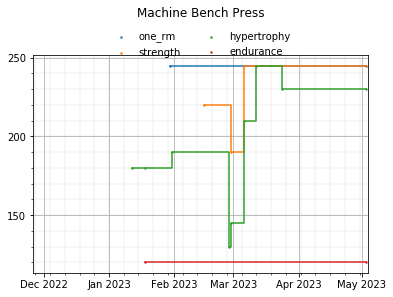 Machine Bench Press
one_rm hypertrophy
strength endurance
250
200
150
Dec 2022 Jan 2023 Feb 2023 Mar 2023 Apr 2023 May 2023